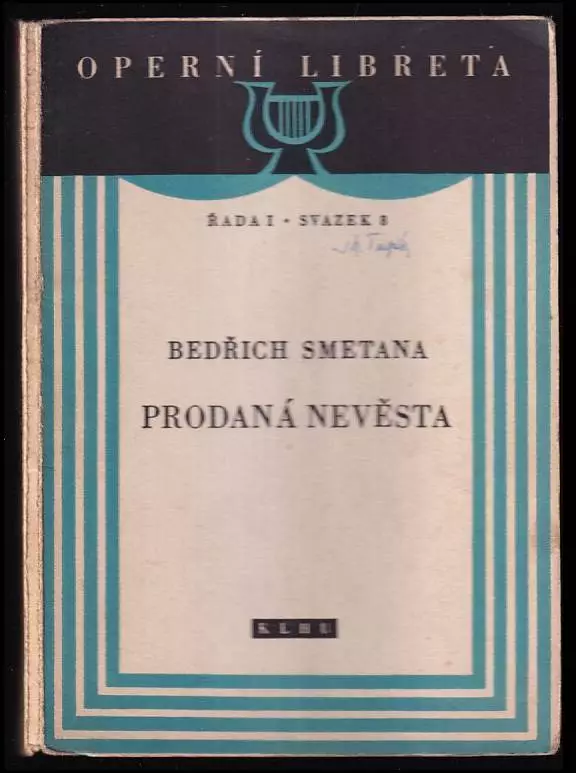 OPERNÍ LIBRETA
ŘADA I • SVAZEK 8
BEDŘICH SMETANA
PRODANÁ NEVĚSTA
KLHU